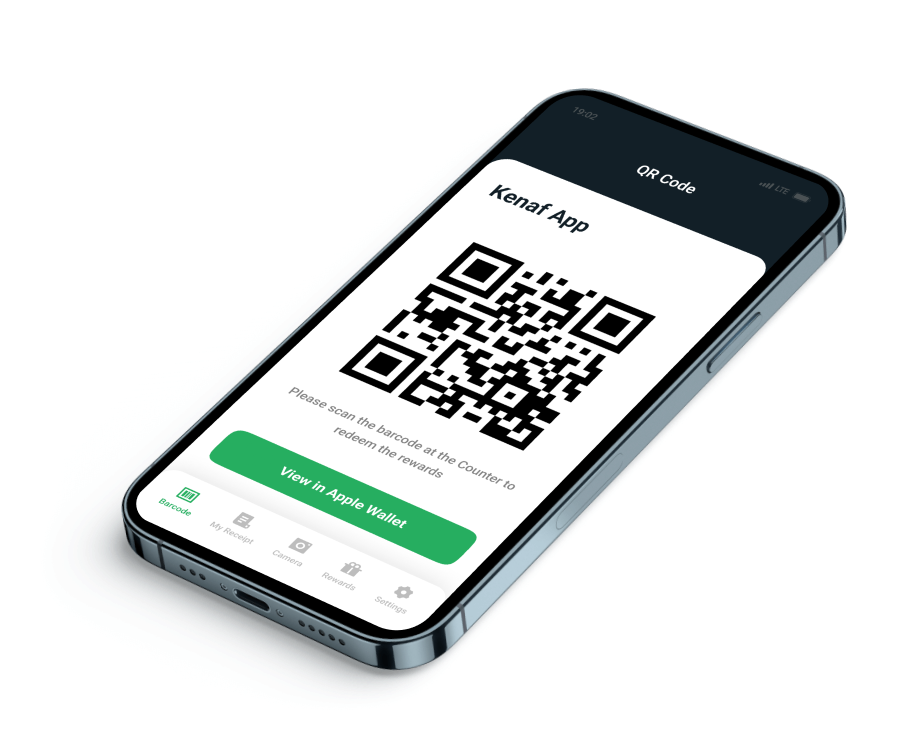 19:02
LTE
QR Code
Kenaf App
Please scan the barcode at the Counter to
redeem the rewards
View in Apple Wallet
Barcode
My Receipt
Camera
Rewards
Settings